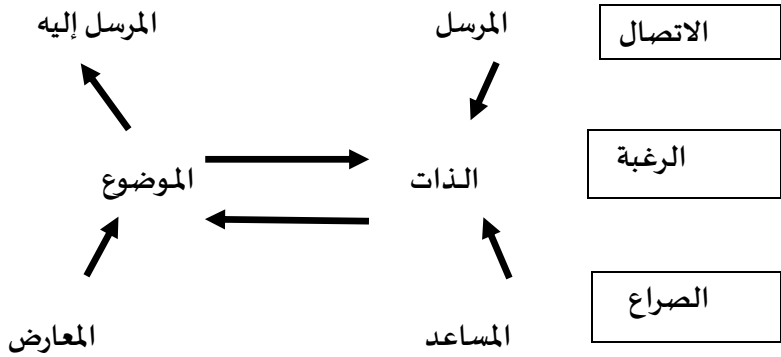 الاتصال المرسل المرسل إليه
الرغبة الذات الموضوع
الصراع المساعد المعارض